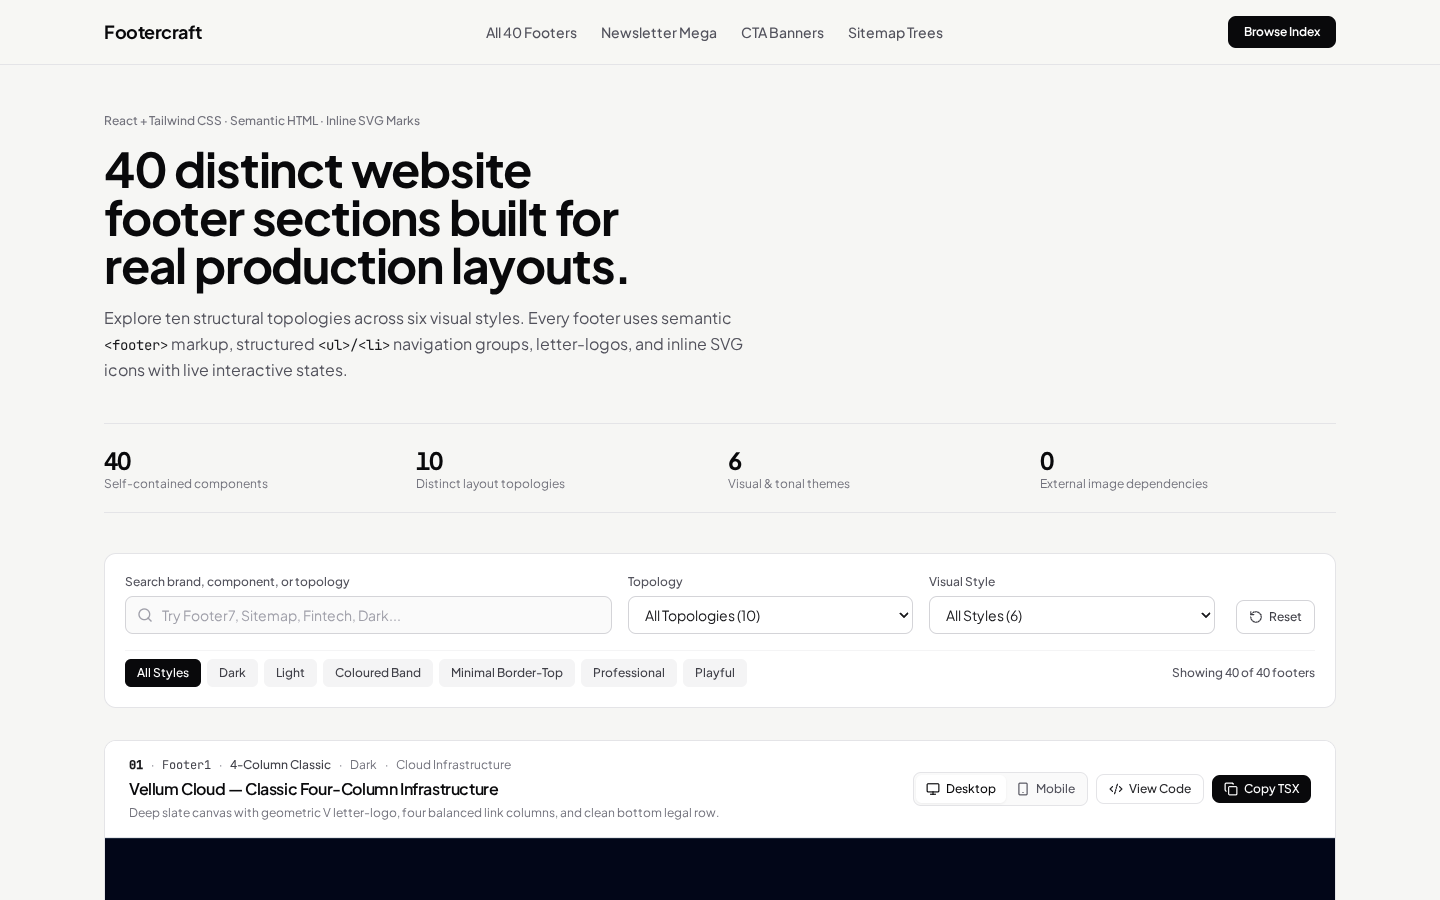 Footercraft
All 40 Footers
Newsletter Mega
CTA Banners
Sitemap Trees
Browse Index
React + Tailwind CSS · Semantic HTML · Inline SVG Marks
40 distinct website
footer sections built for
real production layouts.
Explore ten structural topologies across six visual styles. Every footer uses semantic
<footer> markup, structured <ul>/<li> navigation groups, letter-logos, and inline SVG
icons with live interactive states.
40
Self-contained components
10
Distinct layout topologies
6
Visual & tonal themes
0
External image dependencies
Search brand, component, or topology
Try Footer7, Sitemap, Fintech, Dark...
Topology
All Topologies (10)
Visual Style
All Styles (6)
Reset
All Styles
Dark
Light
Coloured Band
Minimal Border-Top
Professional
Playful
Showing 40 of 40 footers
01 · Footer1 · 4-Column Classic · Dark · Cloud Infrastructure
Vellum Cloud — Classic Four-Column Infrastructure
Deep slate canvas with geometric V letter-logo, four balanced link columns, and clean bottom legal row.
Desktop
Mobile
View Code
Copy TSX